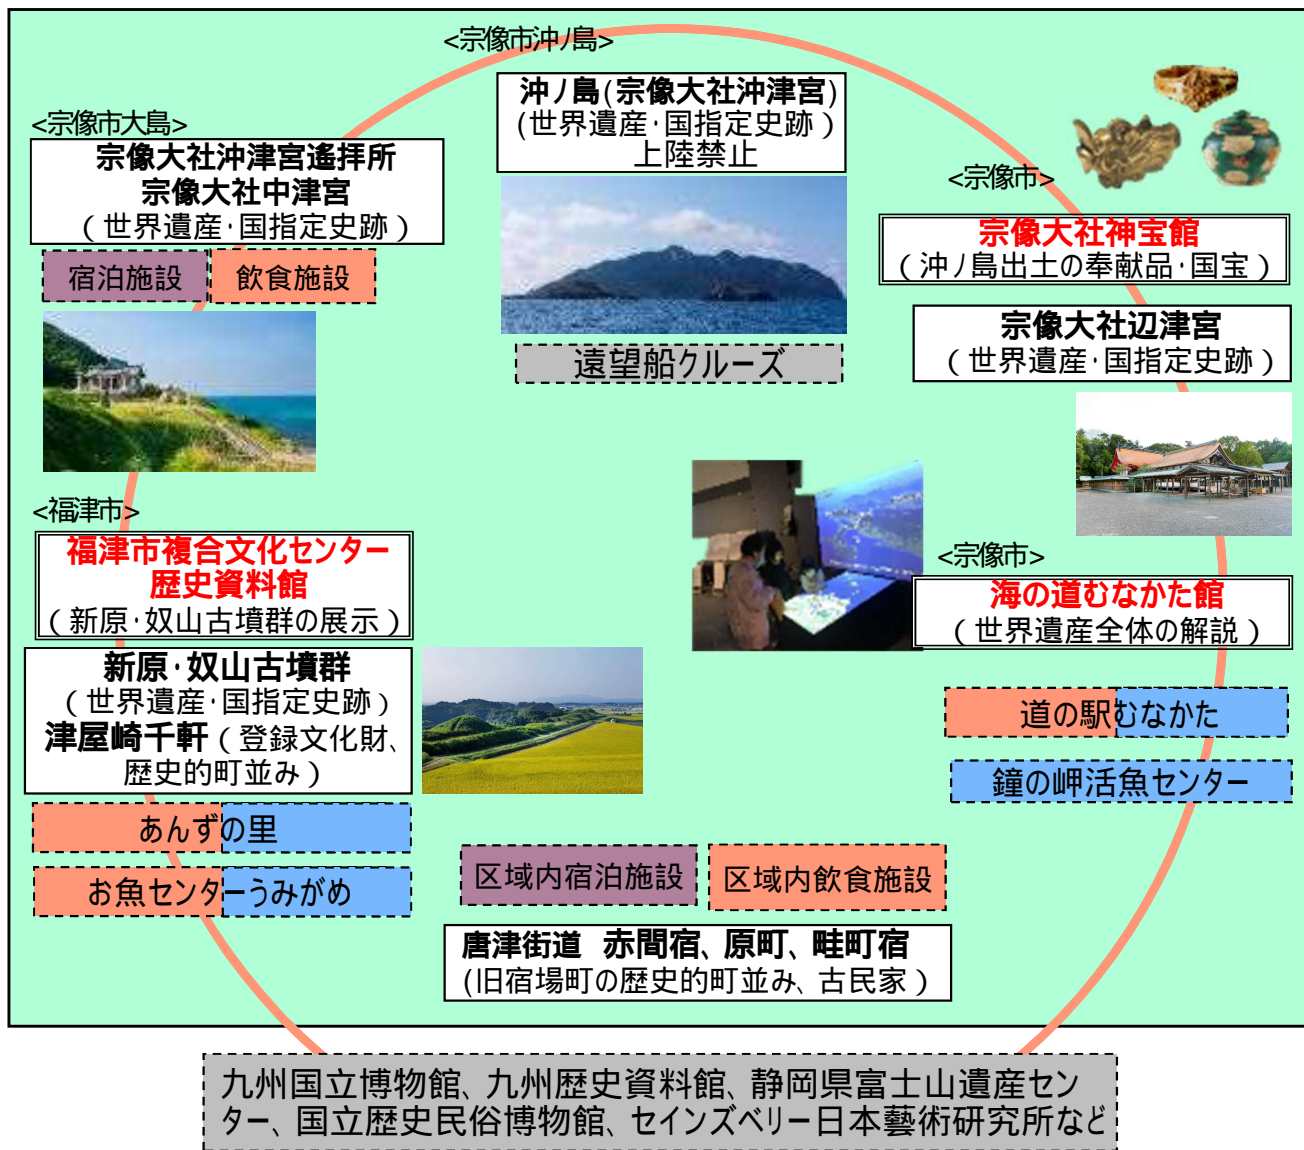 <宗像市沖ノ島>
沖ノ島(宗像大社沖津宮)
(世界遺産・国指定史跡)
上陸禁止
遠望船クルーズ
<宗像市大島>
宗像大社沖津宮遙拝所
宗像大社中津宮
(世界遺産・国指定史跡)
宿泊施設
飲食施設
<宗像市>
宗像大社神宝館
(沖ノ島出土の奉献品・国宝)
宗像大社辺津宮
(世界遺産・国指定史跡)
<福津市>
福津市複合文化センター
歴史資料館
(新原・奴山古墳群の展示)
新原・奴山古墳群
(世界遺産・国指定史跡)
津屋崎千軒(登録文化財、
歴史的町並み)
あんずの里
お魚センターうみがめ
<宗像市>
海の道むなかた館
(世界遺産全体の解説)
道の駅むなかた
鐘の岬活魚センター
区域内宿泊施設
区域内飲食施設
唐津街道 赤間宿、原町、畦町宿
(旧宿場町の歴史的町並み、古民家)
九州国立博物館、九州歴史資料館、静岡県富士山遺産セン
ター、国立歴史民俗博物館、セインズベリー日本藝術研究所など